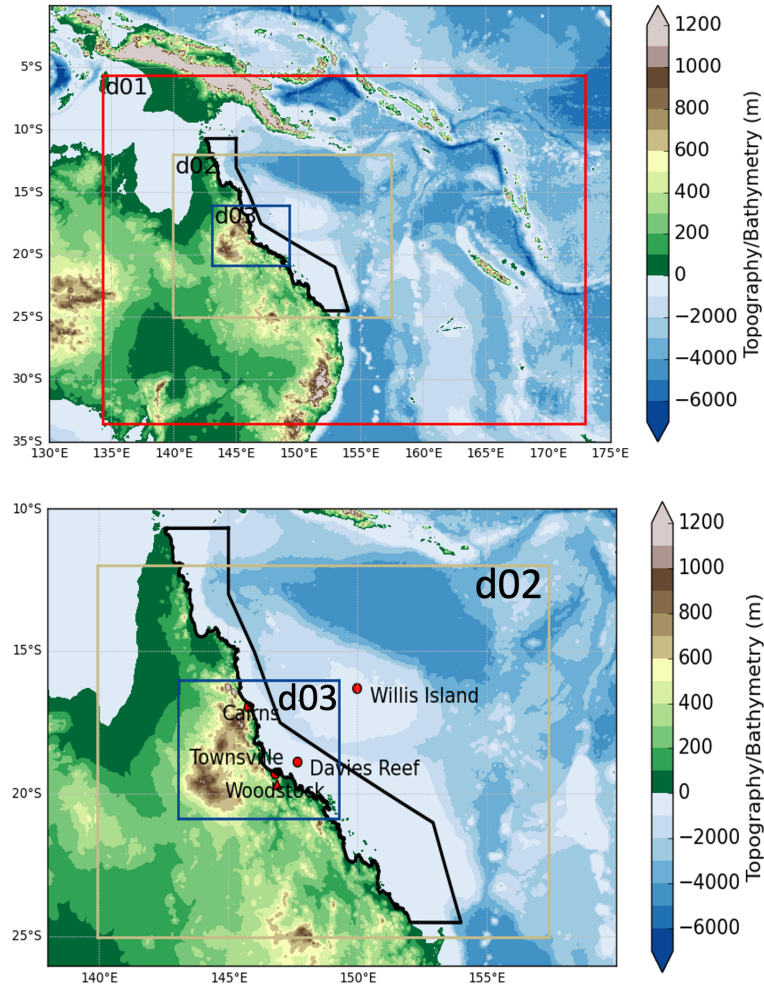 5°S
10°S
15°S
20°S
25°S
30°S
35°S
130°E 135°E 140°E 145°E 150°E 155°E 160°E 165°E 170°E 175°E
d01
d02
d03
1200
1000
800
600
400
200
0
−2000
−4000
−6000
Topography/Bathymetry (m)
10°S
15°S
20°S
25°S
140°E 145°E 150°E 155°E
d02
d03
Willis Island
Cairns
Townsville
Davies Reef
Woodstock
1200
1000
800
600
400
200
0
−2000
−4000
−6000
Topography/Bathymetry (m)